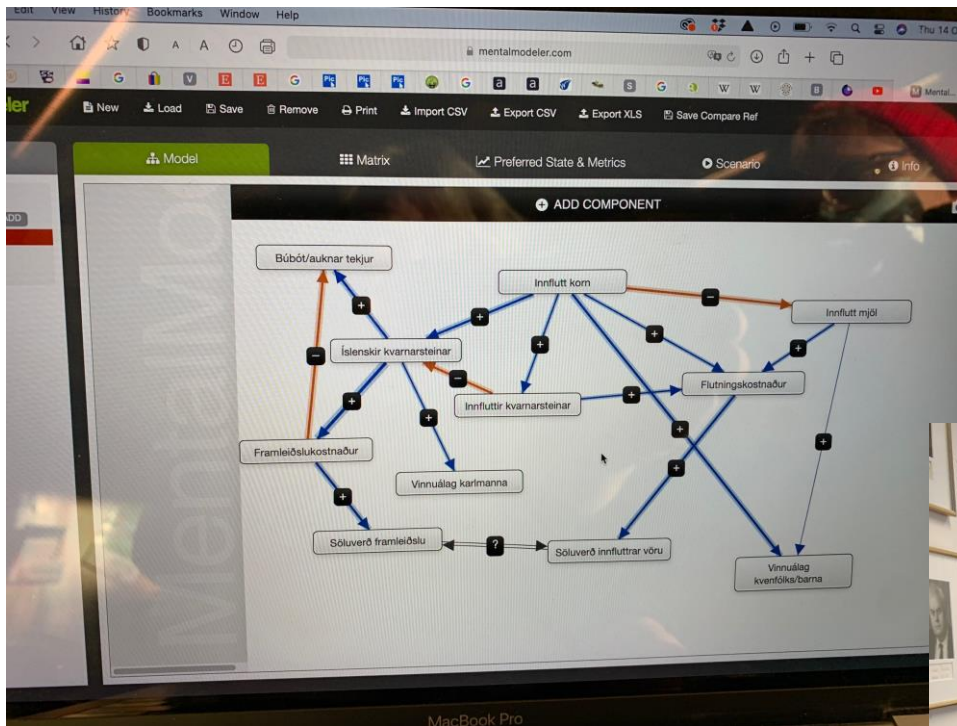 Edit View History Bookmarks Window Help
mentalmodeler.com
New Load Save Remove Print Import CSV Export CSV Export XLS Save Compare Ref
Model Matrix Preferred State & Metrics Scenario Info
ADD
+ ADD COMPONENT
Búbót/auknar tekjur
Innflutt korn
−
Innflutt mjöl
+
+
+
+
+
−
Íslenskir kvarnarsteinar
−
Flutningskostnaður
Innfluttir kvarnarsteinar
+
+
+
+
+
Framleiðslukostnaður
+
Vinnuálag karlmanna
+
Söluverð framleiðslu
?
Söluverð innfluttrar vöru
Vinnuálag
kvenfólks/barna
MacBook Pro